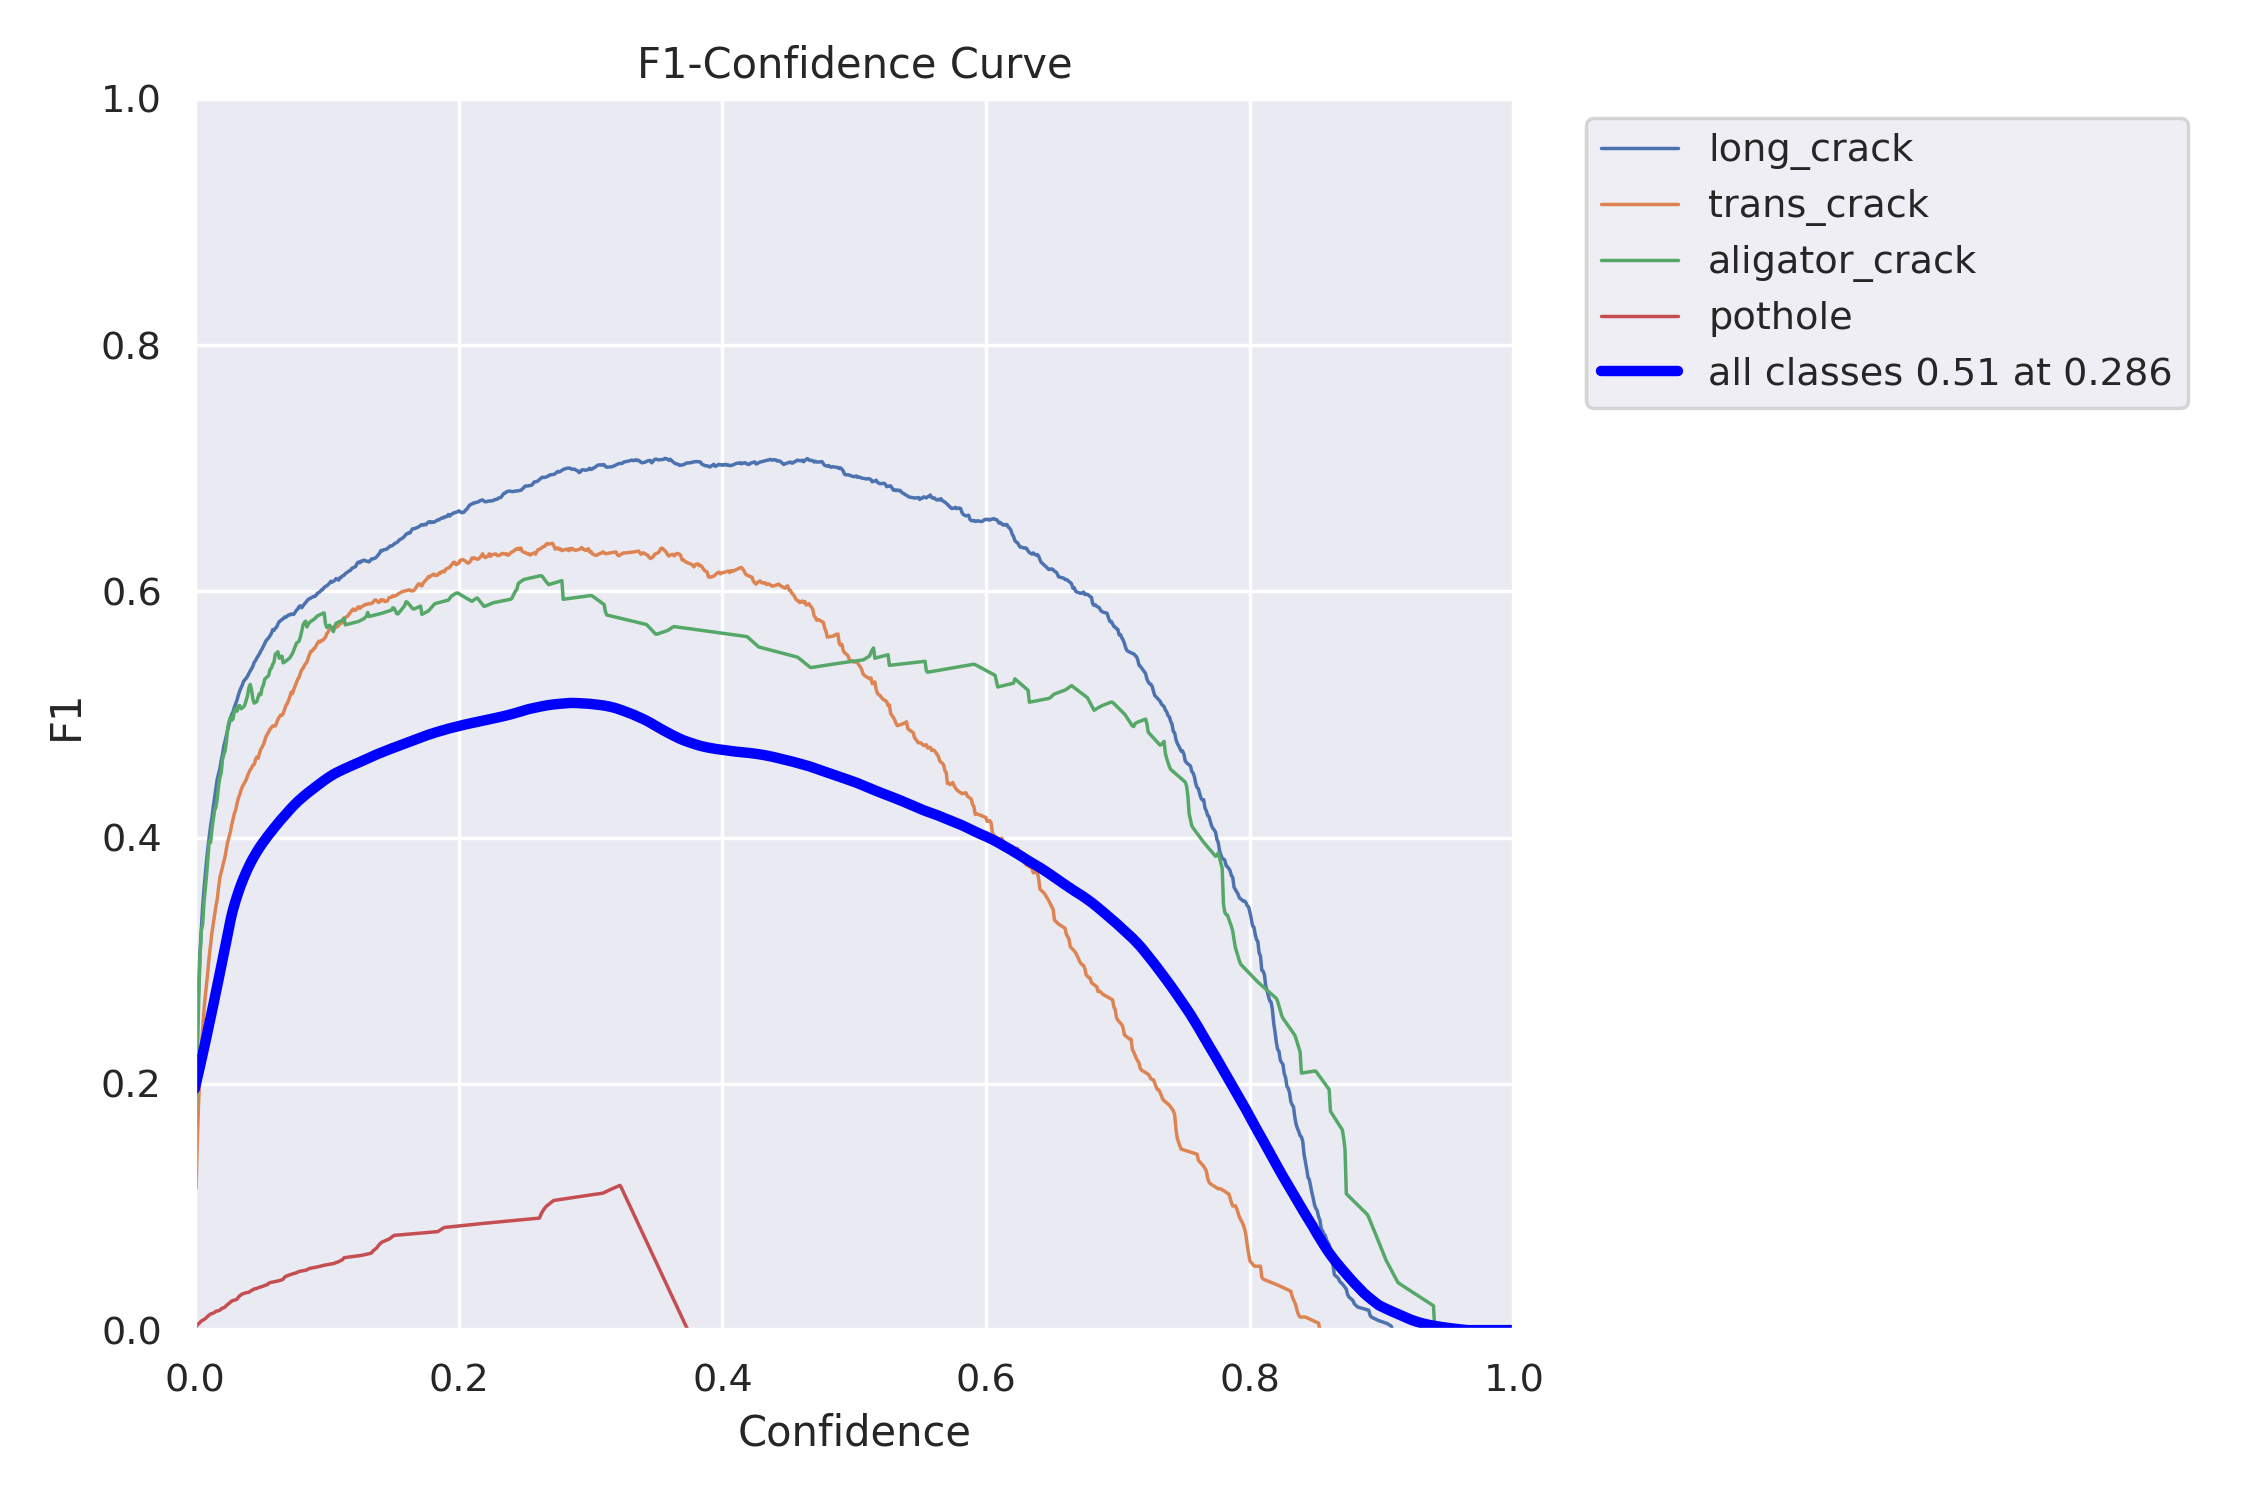 F1-Confidence Curve
1.0
0.8
0.6
0.4
0.2
0.0
F1
0.0 0.2 0.4 0.6 0.8 1.0
Confidence
long_crack
trans_crack
aligator_crack
pothole
all classes 0.51 at 0.286